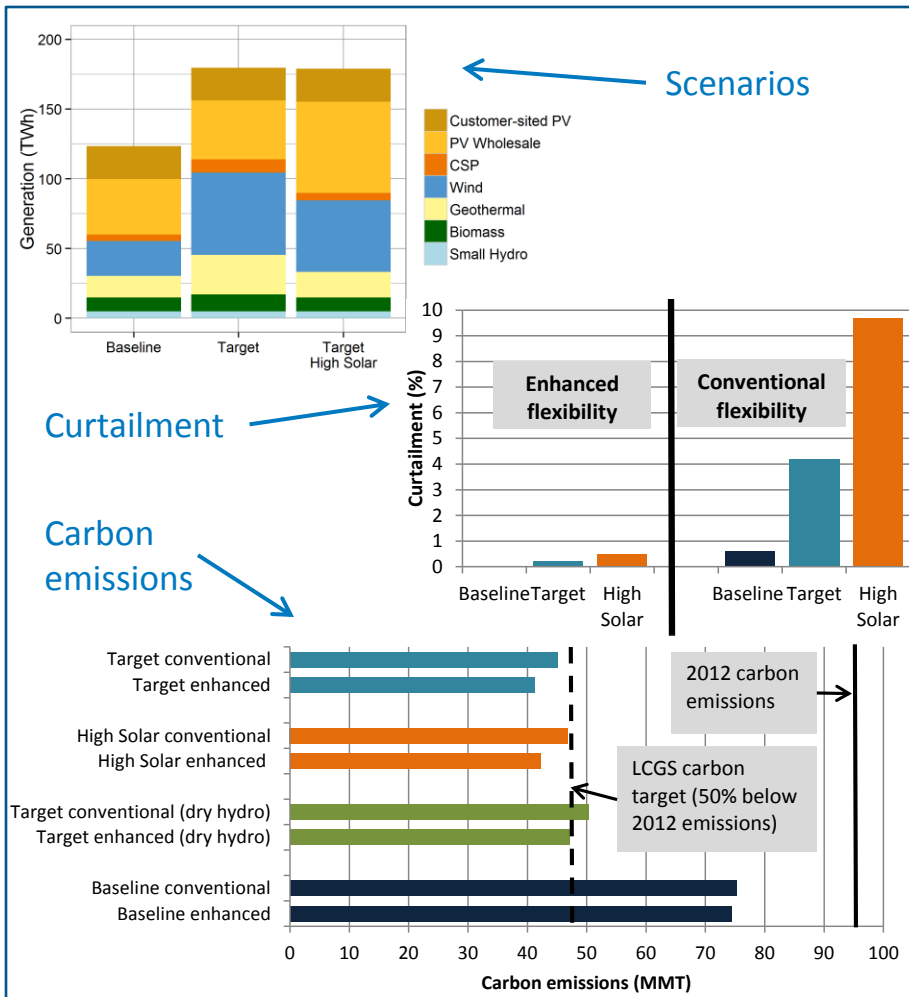 200
150
100
50
0
Generation (TWh)
Baseline
Target
Target
High Solar
Customer-sited PV
PV Wholesale
CSP
Wind
Geothermal
Biomass
Small Hydro
Scenarios
Curtailment
10
9
8
7
6
5
4
3
2
1
0
Curtailment (%)
Enhanced
flexibility
Conventional
flexibility
Baseline Target High
Solar
Baseline Target High
Solar
Carbon
emissions
Target conventional
Target enhanced
High Solar conventional
High Solar enhanced
Target conventional (dry hydro)
Target enhanced (dry hydro)
Baseline conventional
Baseline enhanced
2012 carbon
emissions
LCGS carbon
target (50% below
2012 emissions)
0 10 20 30 40 50 60 70 80 90 100
Carbon emissions (MMT)